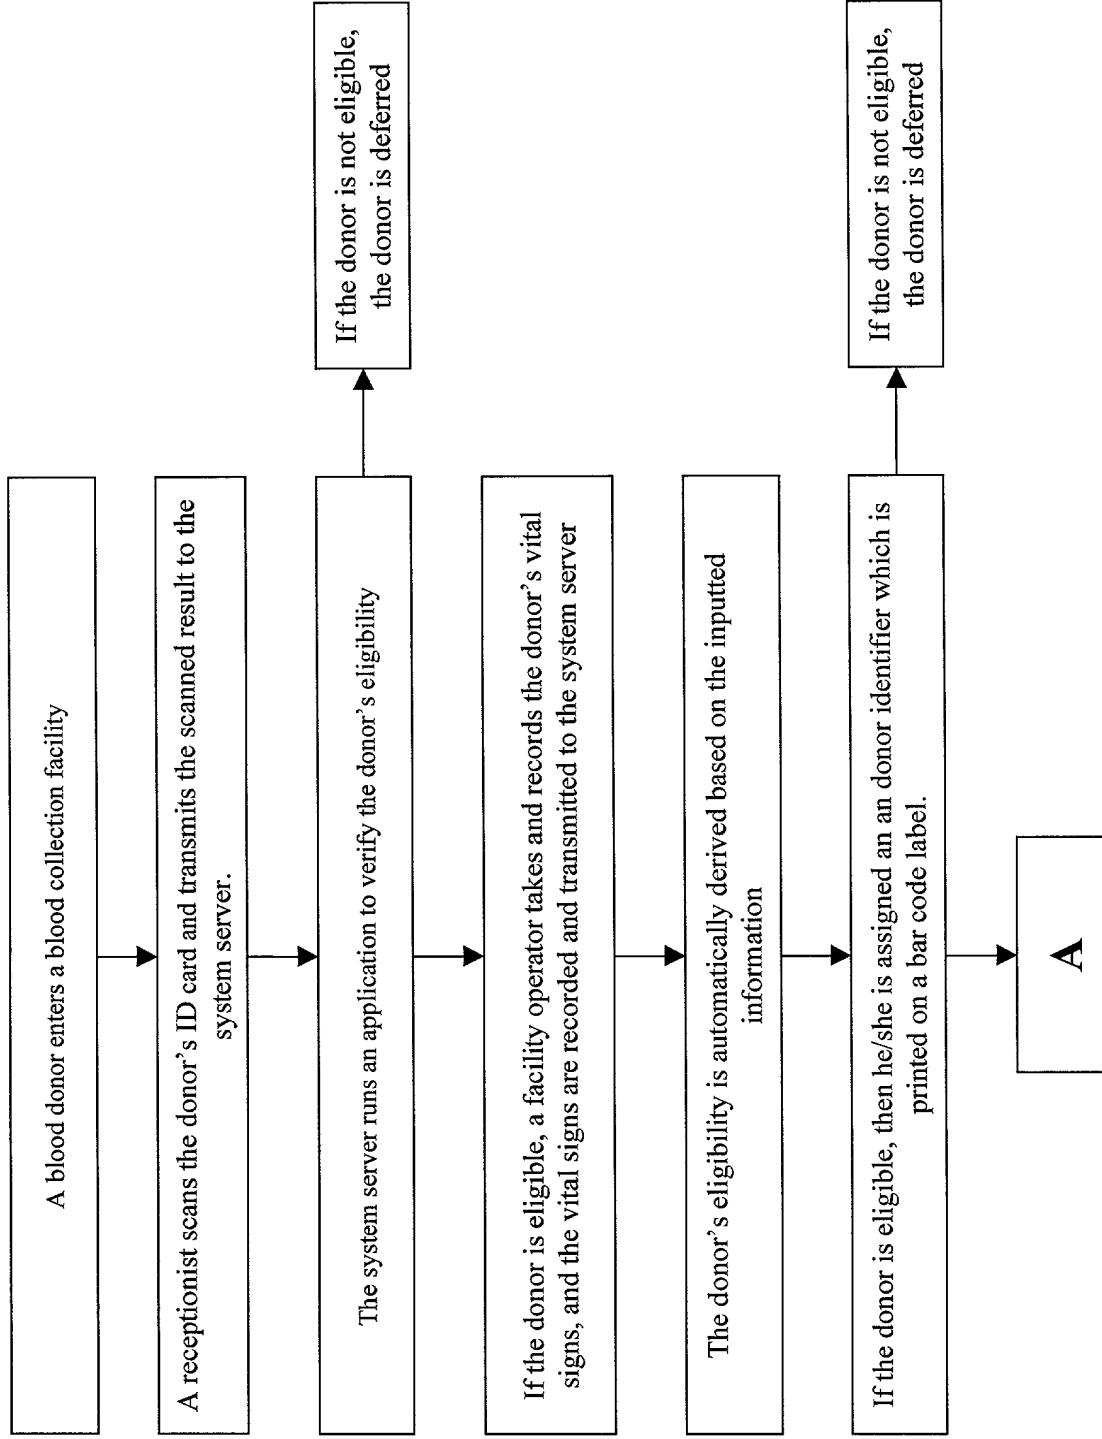 A blood donor enters a blood collection facility
A receptionist scans the donor's ID card and transmits the scanned result to the
system server.
The system server runs an application to verify the donor's eligibility
If the donor is not eligible,
the donor is deferred
If the donor is eligible, a facility operator takes and records the donor's vital
signs, and the vital signs are recorded and transmitted to the system server
The donor's eligibility is automatically derived based on the inputted
information
If the donor is eligible, then he/she is assigned an an donor identifier which is
printed on a bar code label.
If the donor is not eligible,
the donor is deferred
A